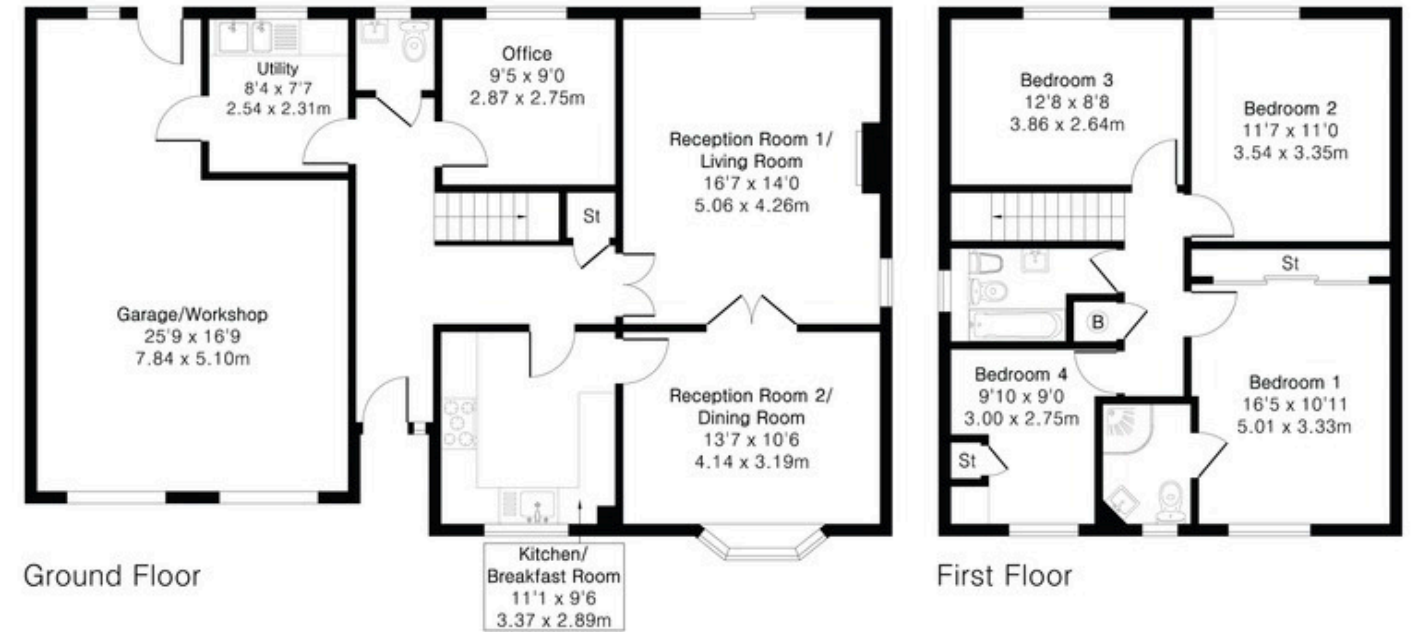 Utility
8'4 x 7'7
2.54 x 2.31m
Office
9'5 x 9'0
2.87 x 2.75m
Reception Room 1/
Living Room
16'7 x 14'0
5.06 x 4.26m
St
Garage/Workshop
25'9 x 16'9
7.84 x 5.10m
Reception Room 2/
Dining Room
13'7 x 10'6
4.14 x 3.19m
Kitchen/
Breakfast Room
11'1 x 9'6
3.37 x 2.89m
Ground Floor
Bedroom 3
12'8 x 8'8
3.86 x 2.64m
Bedroom 2
11'7 x 11'0
3.54 x 3.35m
St
B
Bedroom 4
9'10 x 9'0
3.00 x 2.75m
St
Bedroom 1
16'5 x 10'11
5.01 x 3.33m
First Floor